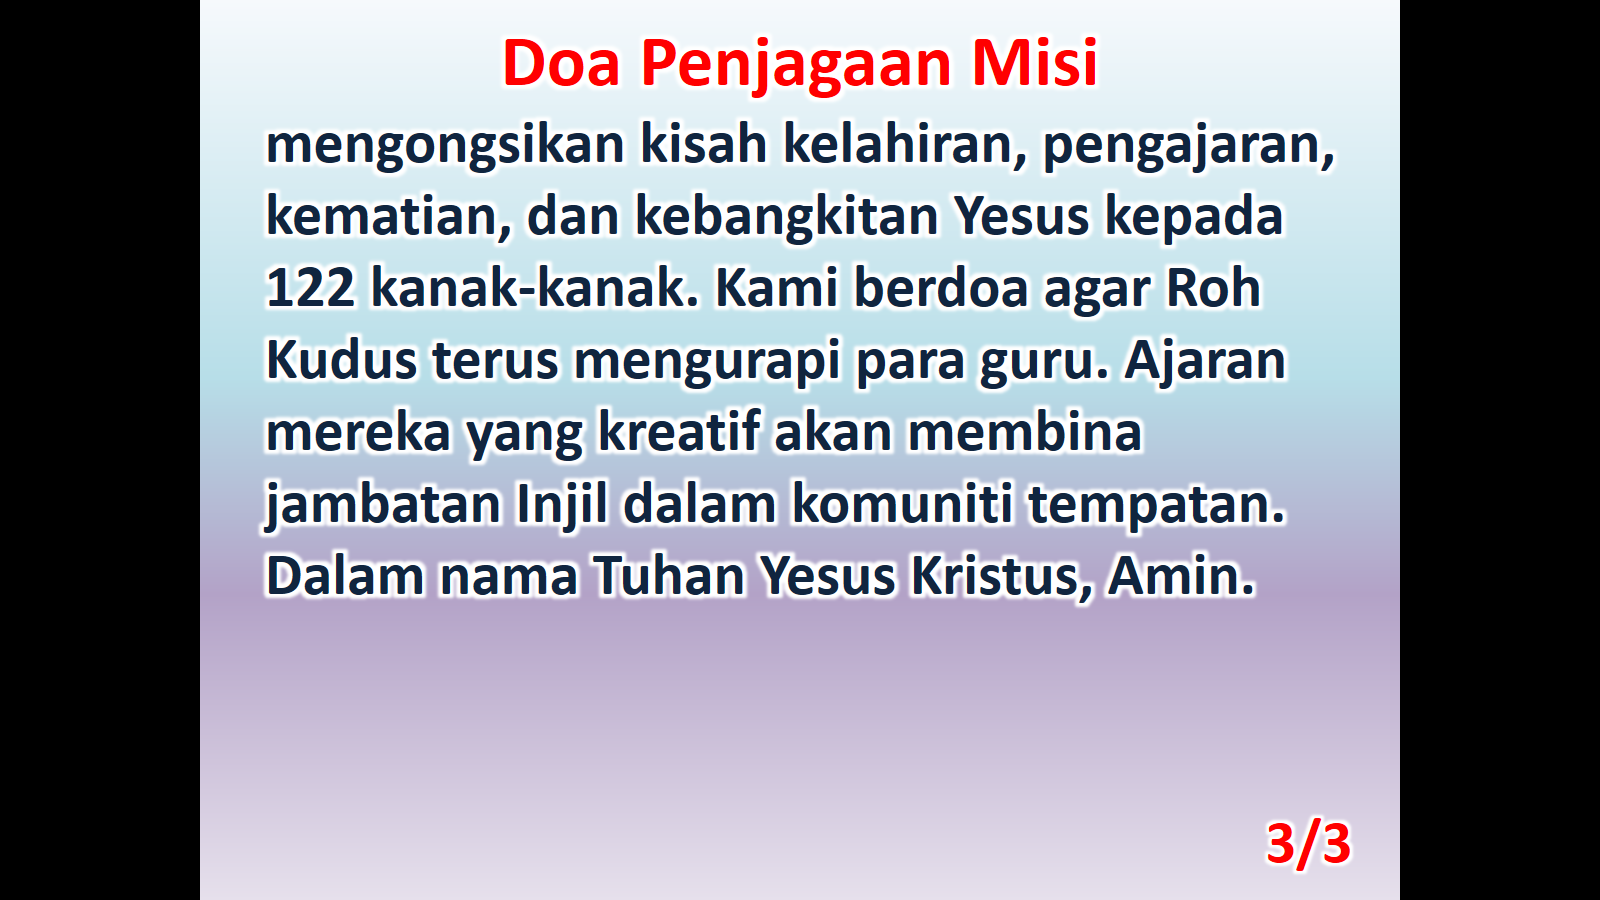 Doa Penjagaan Misi
mengongsikan kisah kelahiran, pengajaran,
kematian, dan kebangkitan Yesus kepada
122 kanak-kanak. Kami berdoa agar Roh
Kudus terus mengurapi para guru. Ajaran
mereka yang kreatif akan membina
jambatan Injil dalam komuniti tempatan.
Dalam nama Tuhan Yesus Kristus, Amin.
3/3